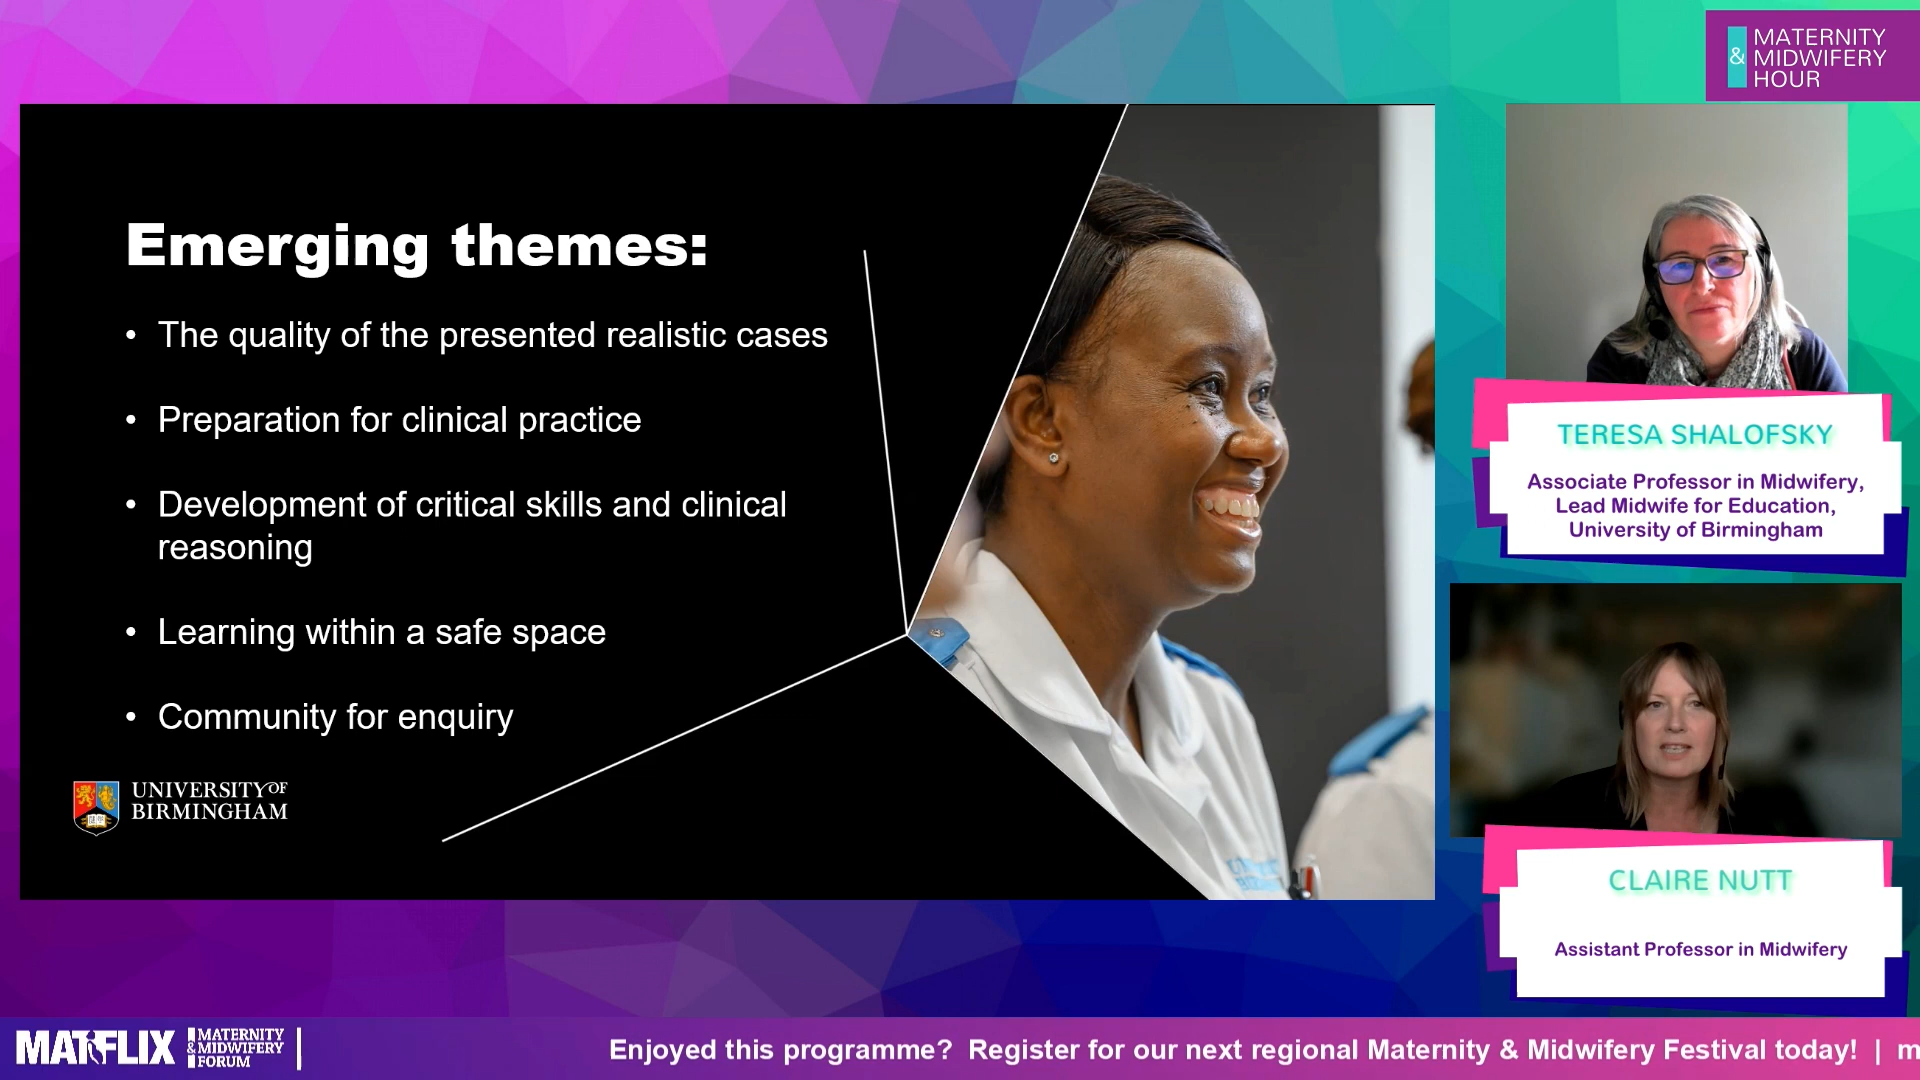 & MATERNITY
MIDWIFERY
HOUR
Emerging themes:
• The quality of the presented realistic cases
• Preparation for clinical practice
• Development of critical skills and clinical
reasoning
• Learning within a safe space
• Community for enquiry
UNIVERSITY OF
BIRMINGHAM
TERESA SHALOFSKY
Associate Professor in Midwifery,
Lead Midwife for Education,
University of Birmingham
CLAIRE NUTT
Assistant Professor in Midwifery
MATFLIX
MATERNITY
& MIDWIFERY
FORUM
Enjoyed this programme? Register for our next regional Maternity & Midwifery Festival today! | m